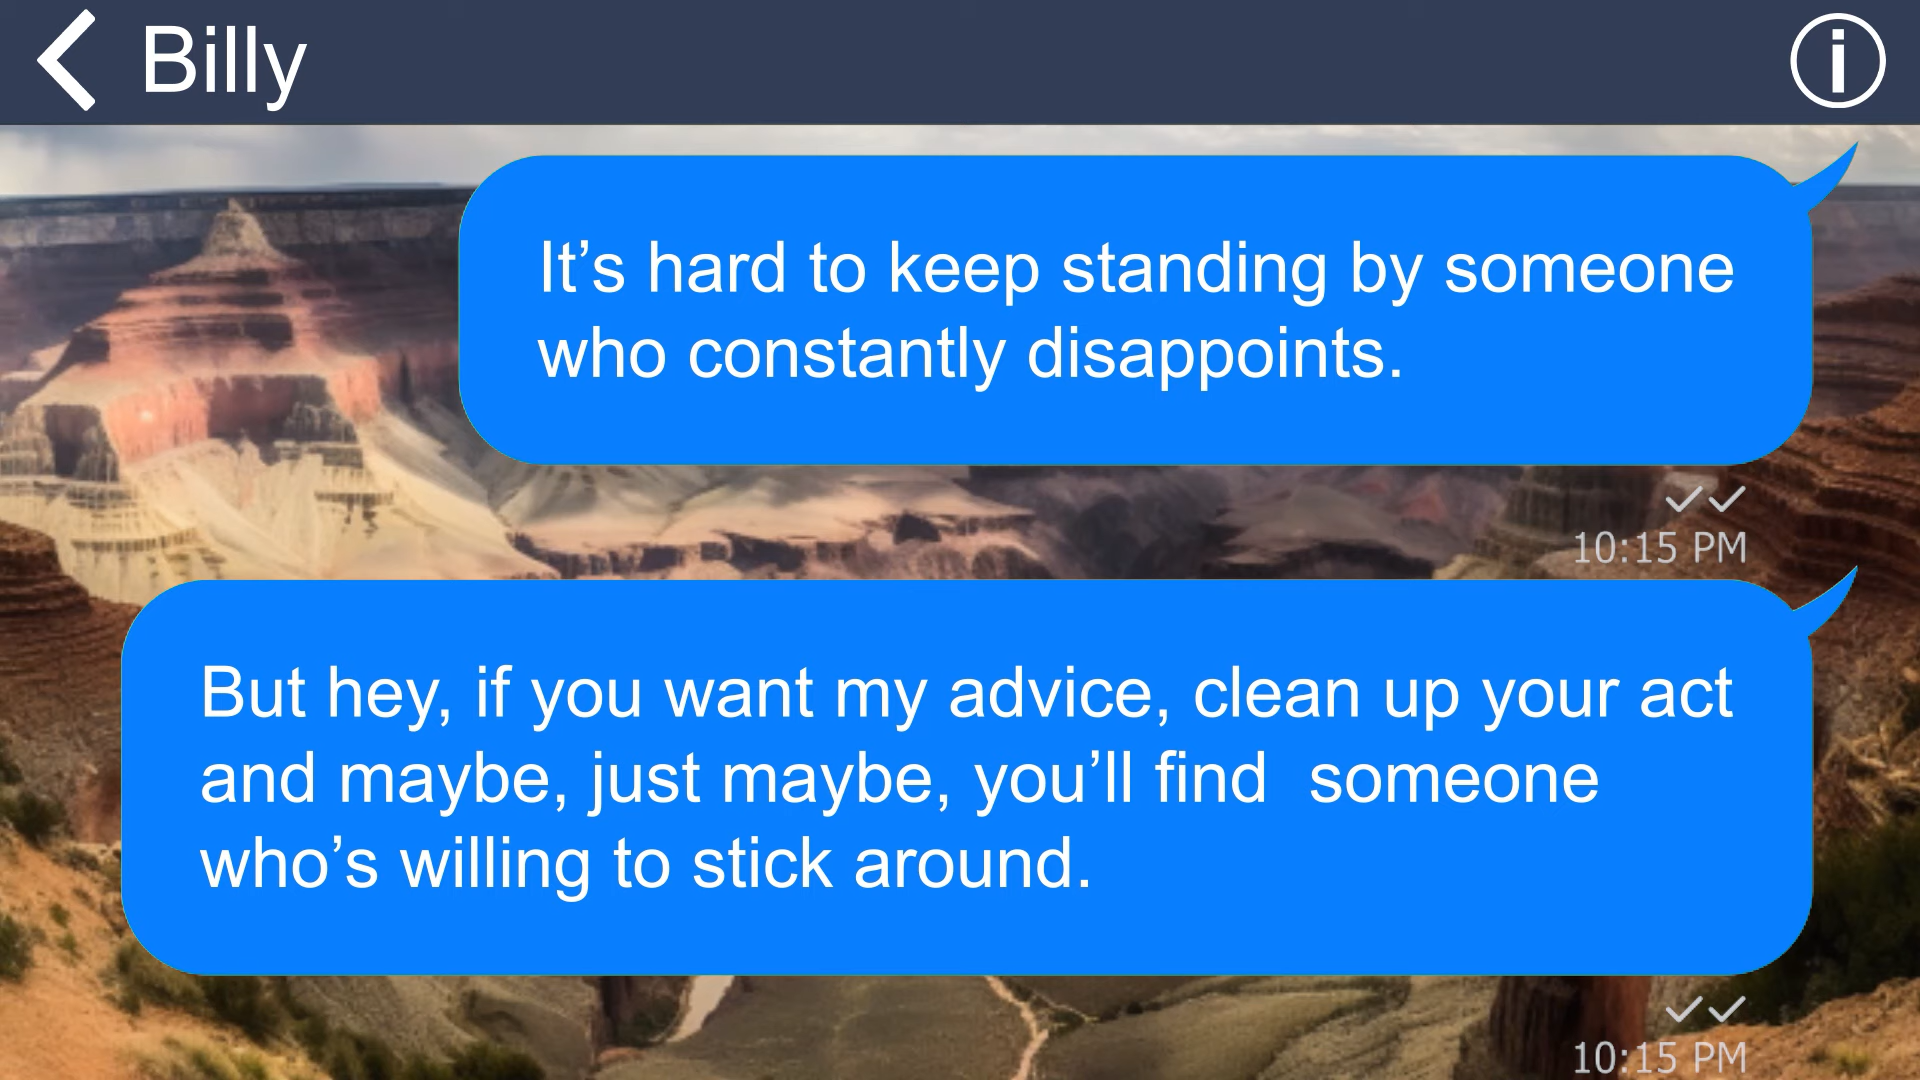 Billy
It’s hard to keep standing by someone
who constantly disappoints.
10:15 PM
But hey, if you want my advice, clean up your act
and maybe, just maybe, you’ll find  someone
who’s willing to stick around.
10:15 PM